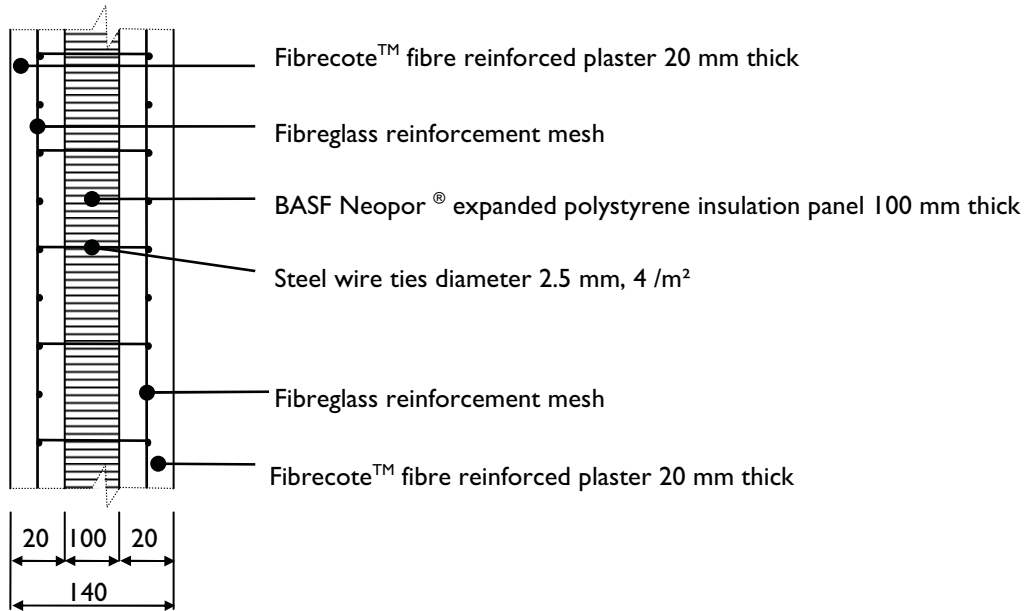 Fibrecote™ fibre reinforced plaster 20 mm thick
Fibreglass reinforcement mesh
BASF Neopor ® expanded polystyrene insulation panel 100 mm thick
Steel wire ties diameter 2.5 mm, 4 /m²
Fibreglass reinforcement mesh
Fibrecote™ fibre reinforced plaster 20 mm thick
20 100 20
140